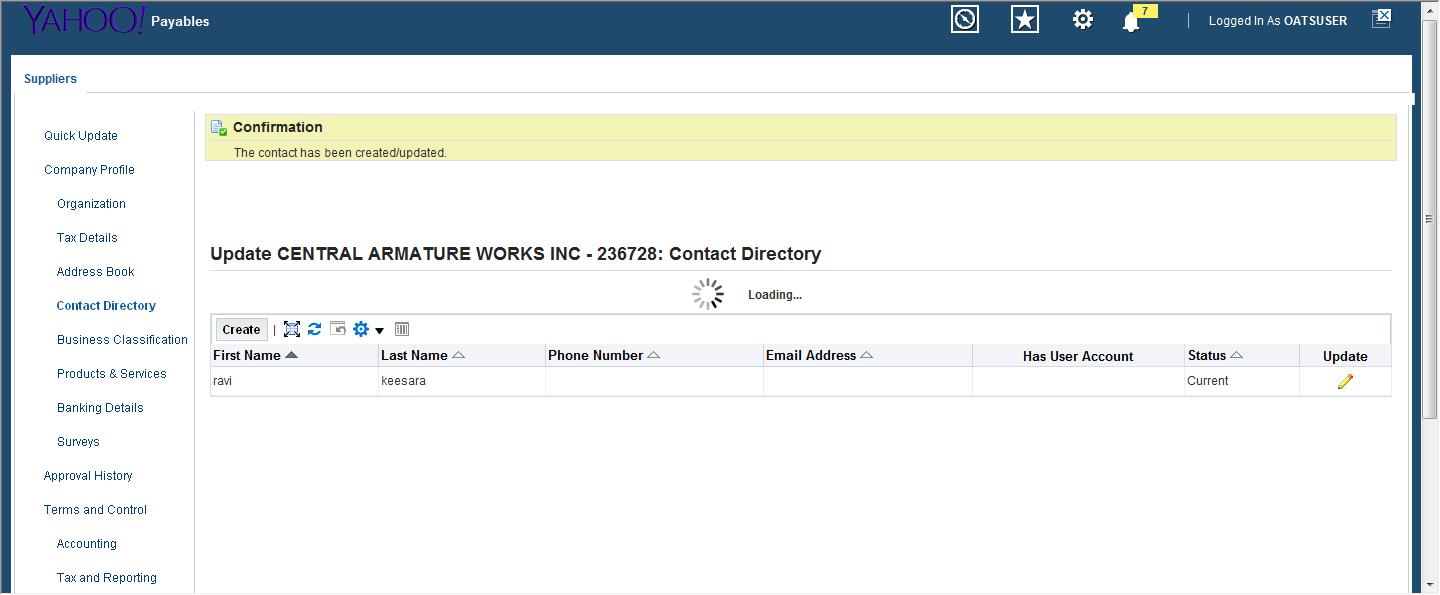 YAHOO! Payables
7
Logged In As OATSUSER
Suppliers
Quick Update
Company Profile
Organization
Tax Details
Address Book
Contact Directory
Business Classification
Products & Services
Banking Details
Surveys
Approval History
Terms and Control
Accounting
Tax and Reporting
Confirmation
The contact has been created/updated.
Update CENTRAL ARMATURE WORKS INC - 236728: Contact Directory
Loading...
Create |
First Name Last Name Phone Number Email Address Has User Account Status Update
ravi keesara Current